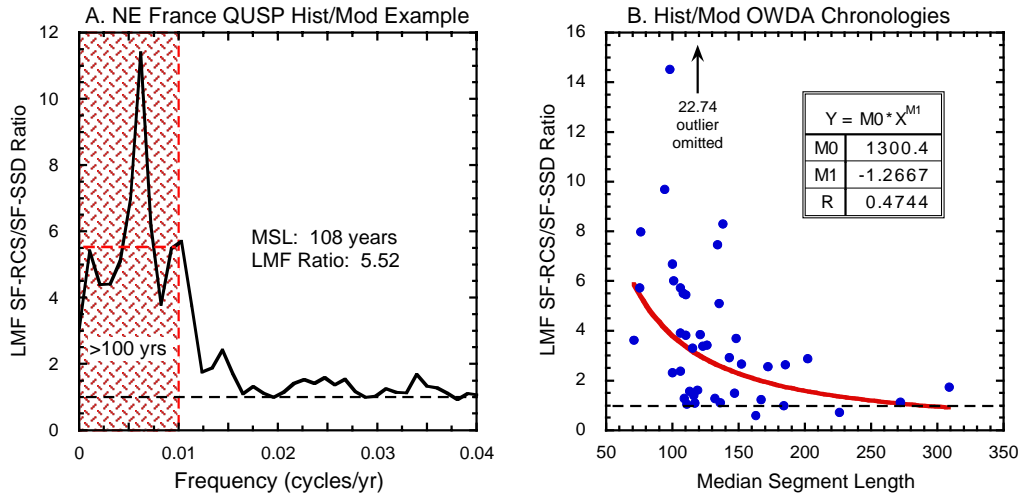 A. NE France QUSP Hist/Mod Example
LMF SF-RCS/SF-SSD Ratio
12
10
8
6
4
2
0
MSL: 108 years
LMF Ratio: 5.52
>100 yrs
0 0.01 0.02 0.03 0.04
Frequency (cycles/yr)
B. Hist/Mod OWDA Chronologies
LMF SF-RCS/SF-SSD Ratio
16
14
12
10
8
6
4
2
0
22.74
outlier
omitted
Y = M0*X^M1
M0 1300.4
M1 -1.2667
R 0.4744
50 100 150 200 250 300 350
Median Segment Length